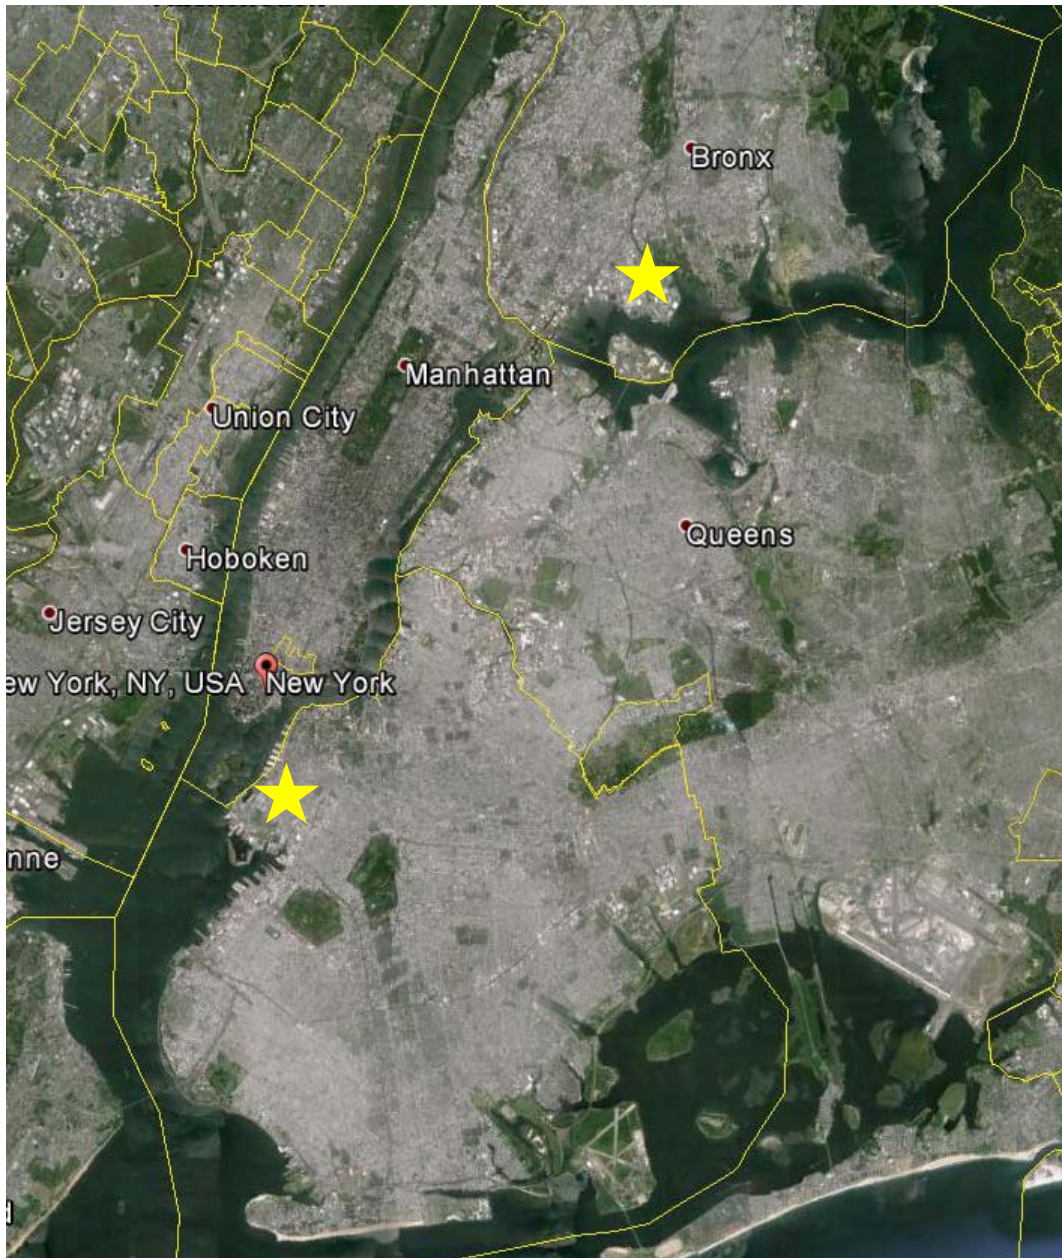 Bronx
Manhattan
Union City
Queens
Hoboken
Jersey City
ew York, NY, USA New York
nne
d